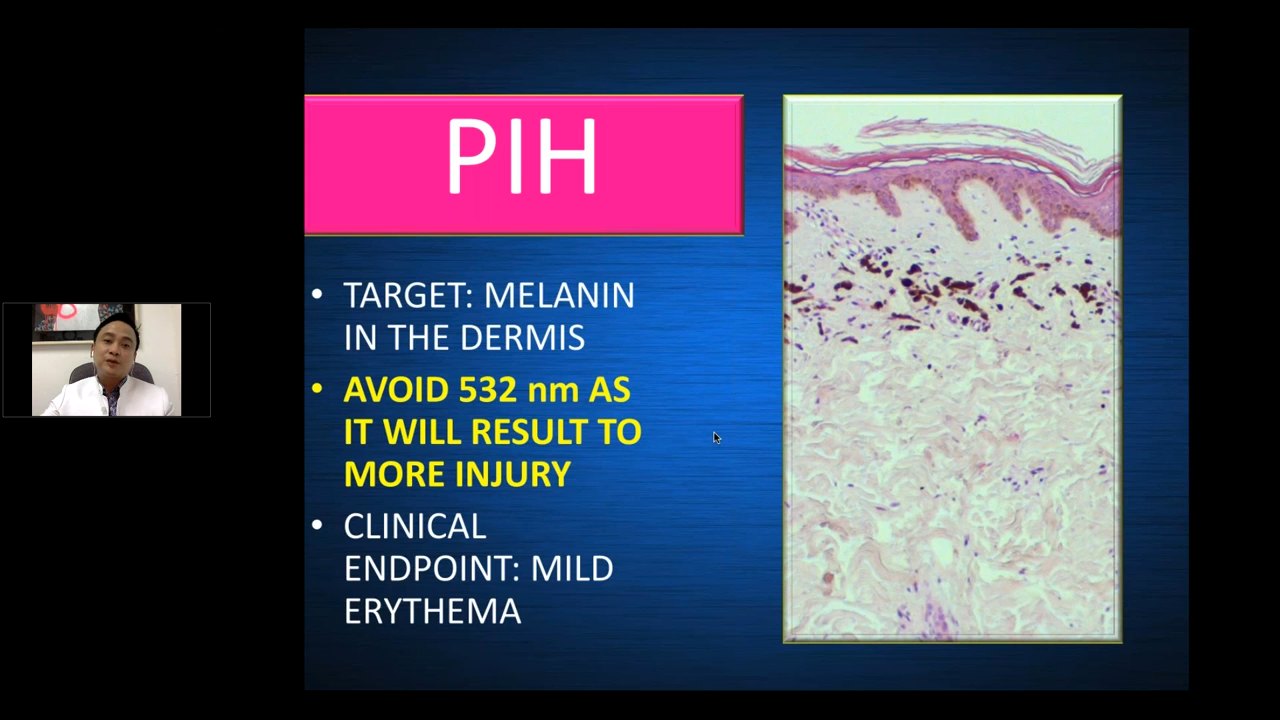 PIH
• TARGET: MELANIN
IN THE DERMIS
• AVOID 532 nm AS
IT WILL RESULT TO
MORE INJURY
• CLINICAL
ENDPOINT: MILD
ERYTHEMA